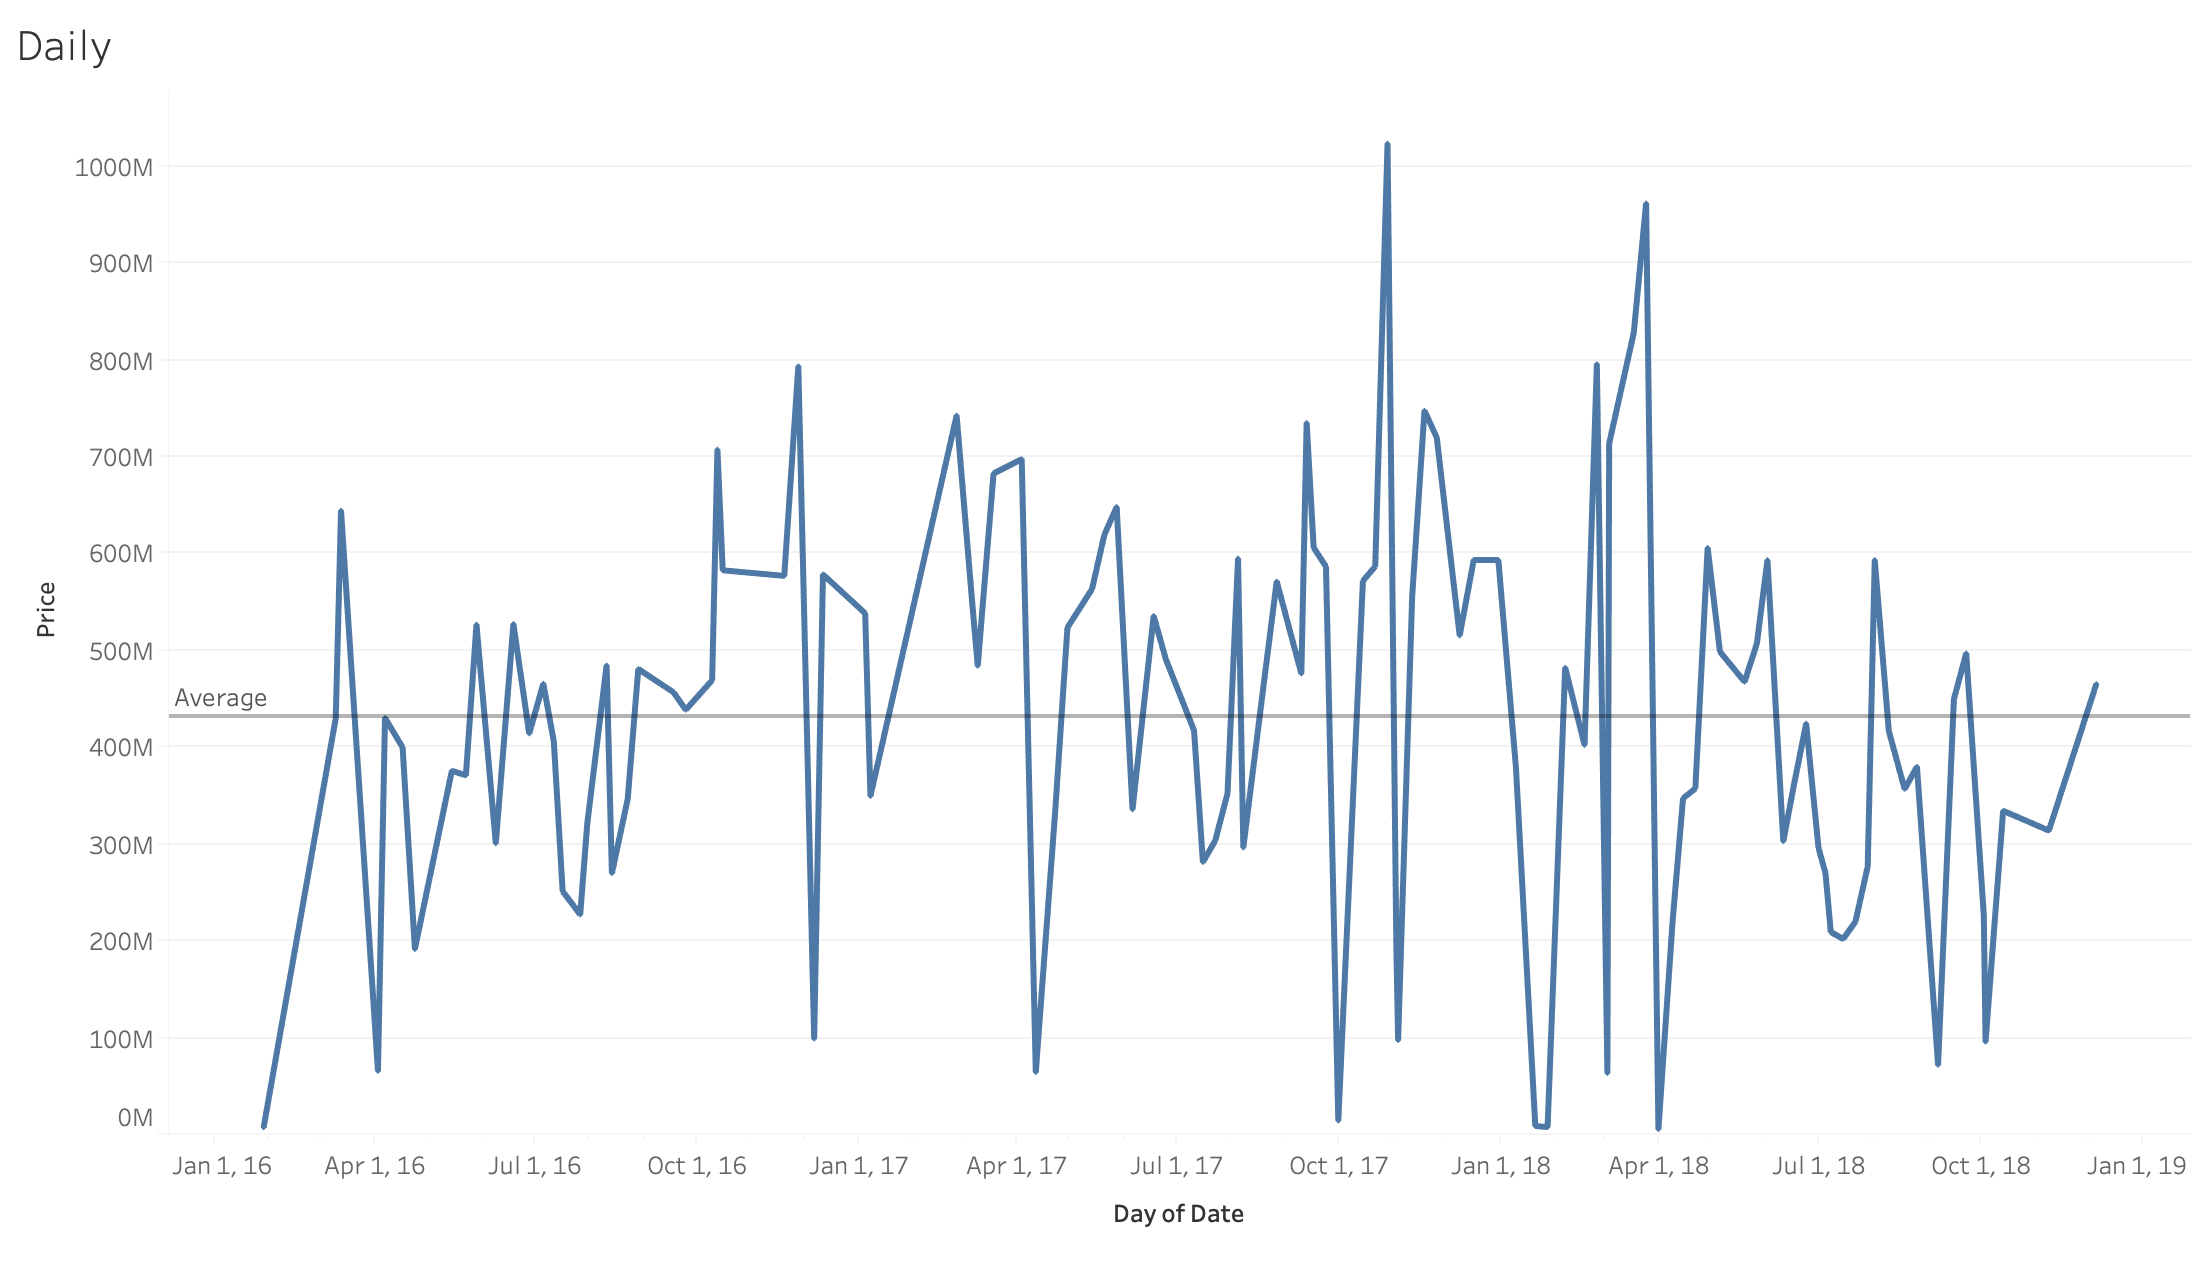 Daily
1000M
900M
800M
700M
600M
500M
Average
400M
300M
200M
100M
0M
Price
Jan 1, 16 Apr 1, 16 Jul 1, 16 Oct 1, 16 Jan 1, 17 Apr 1, 17 Jul 1, 17 Oct 1, 17 Jan 1, 18 Apr 1, 18 Jul 1, 18 Oct 1, 18 Jan 1, 19
Day of Date